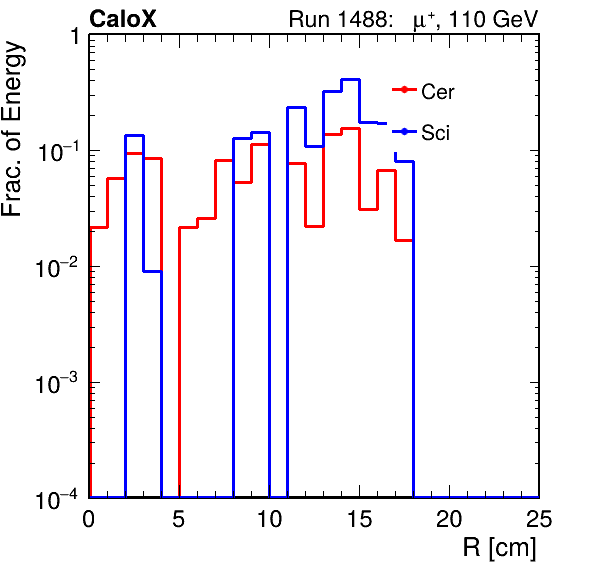 CaloX Run 1488: μ⁺, 110 GeV
Frac. of Energy
1
10⁻¹
10⁻²
10⁻³
10⁻⁴
Cer
Sci
0 5 10 15 20 25
R [cm]